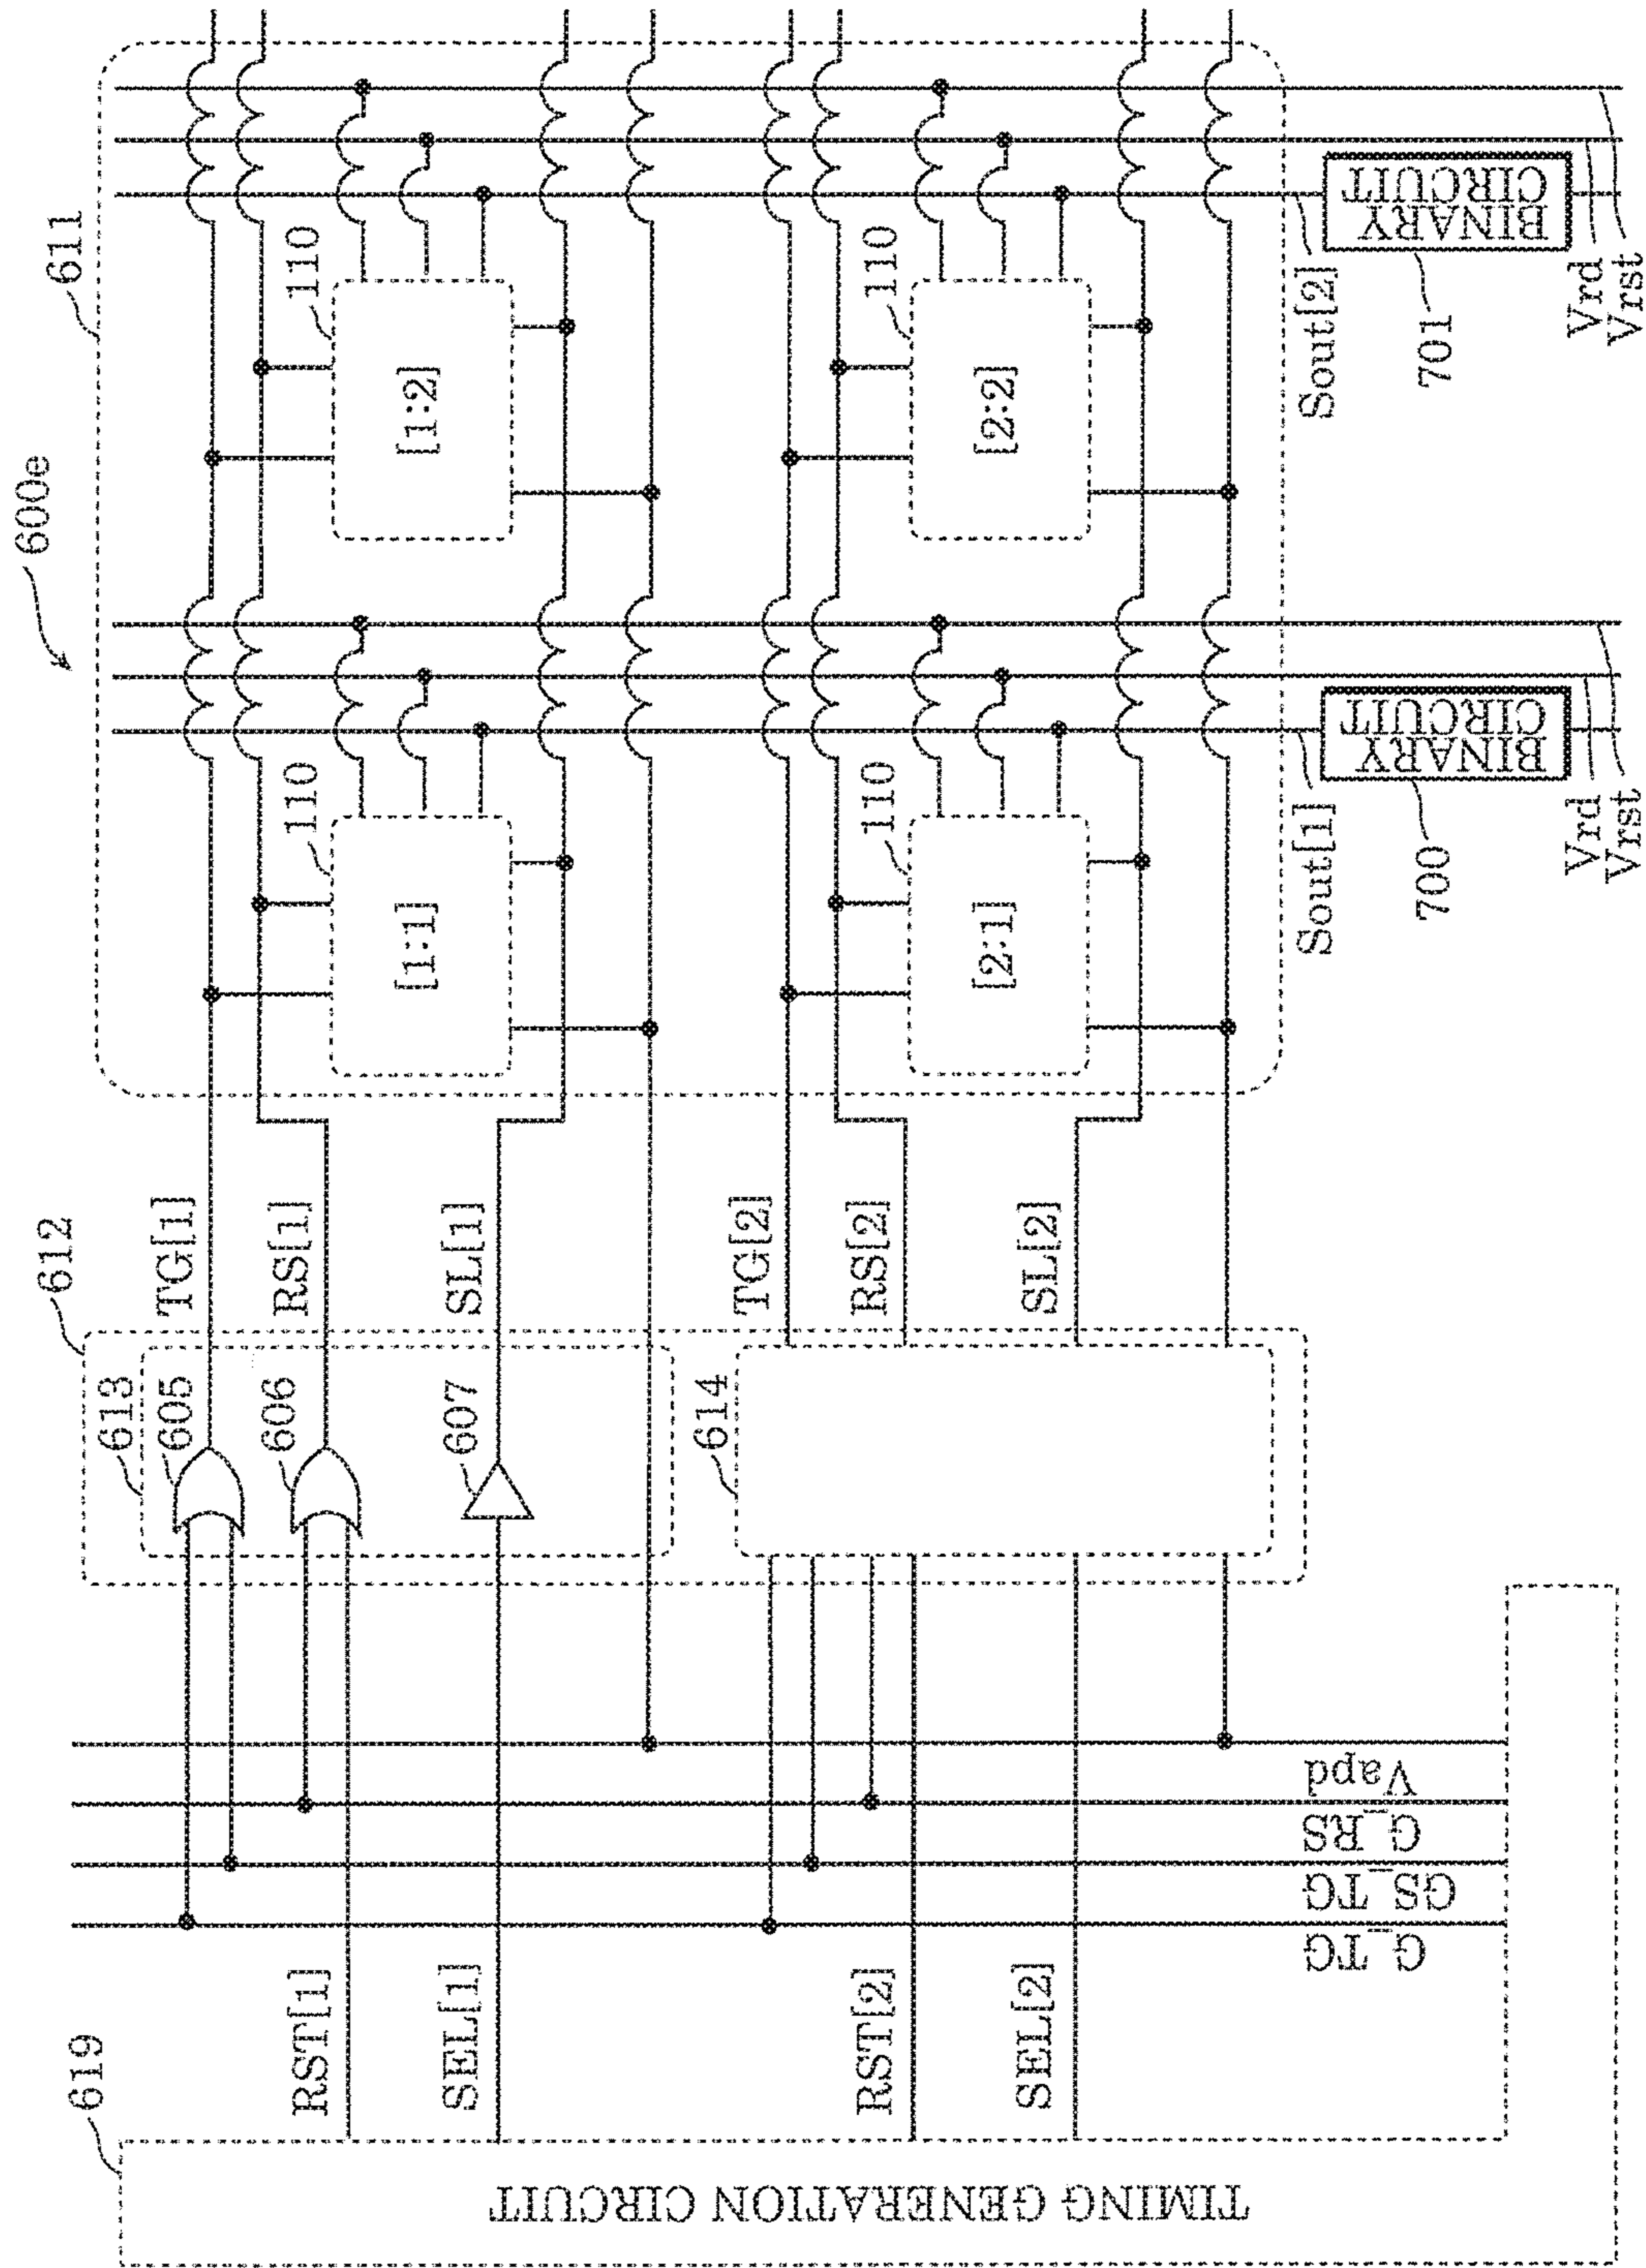 600e
611
612
613
605
606
607
614
619
TG[1]
RS[1]
SL[1]
TG[2]
RS[2]
SL[2]
110
[1:1]
110
[1:2]
110
[2:1]
110
[2:2]
RST[1]
SEL[1]
RST[2]
SEL[2]
G_TG
GS_TG
G_RS
Vapd
TIMING GENERATION CIRCUIT
Sout[1]
BINARY
CIRCUIT
700
Vrd
Vrst
Sout[2]
BINARY
CIRCUIT
701
Vrd
Vrst